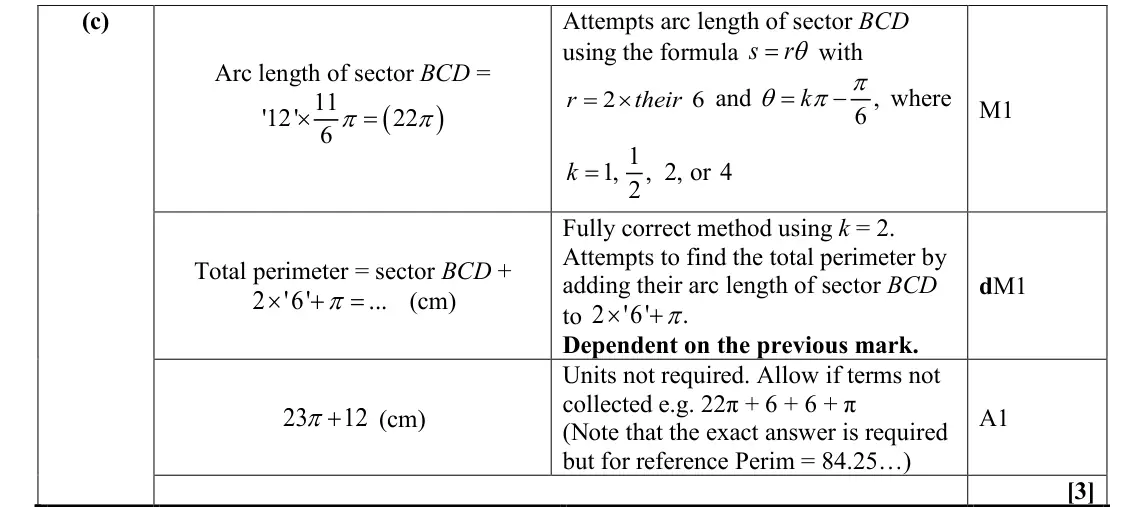 (c)
Arc length of sector BCD =
'12'× 11/6 π = (22π)
Attempts arc length of sector BCD
using the formula s = rθ with
r = 2×their 6 and θ = kπ − π/6, where
k = 1, 1/2, 2, or 4
M1
Total perimeter = sector BCD +
2×'6'+π = ... (cm)
Fully correct method using k = 2.
Attempts to find the total perimeter by
adding their arc length of sector BCD
to 2×'6'+π.
Dependent on the previous mark.
dM1
23π+12 (cm)
Units not required. Allow if terms not
collected e.g. 22π + 6 + 6 + π
(Note that the exact answer is required
but for reference Perim = 84.25…)
A1
[3]